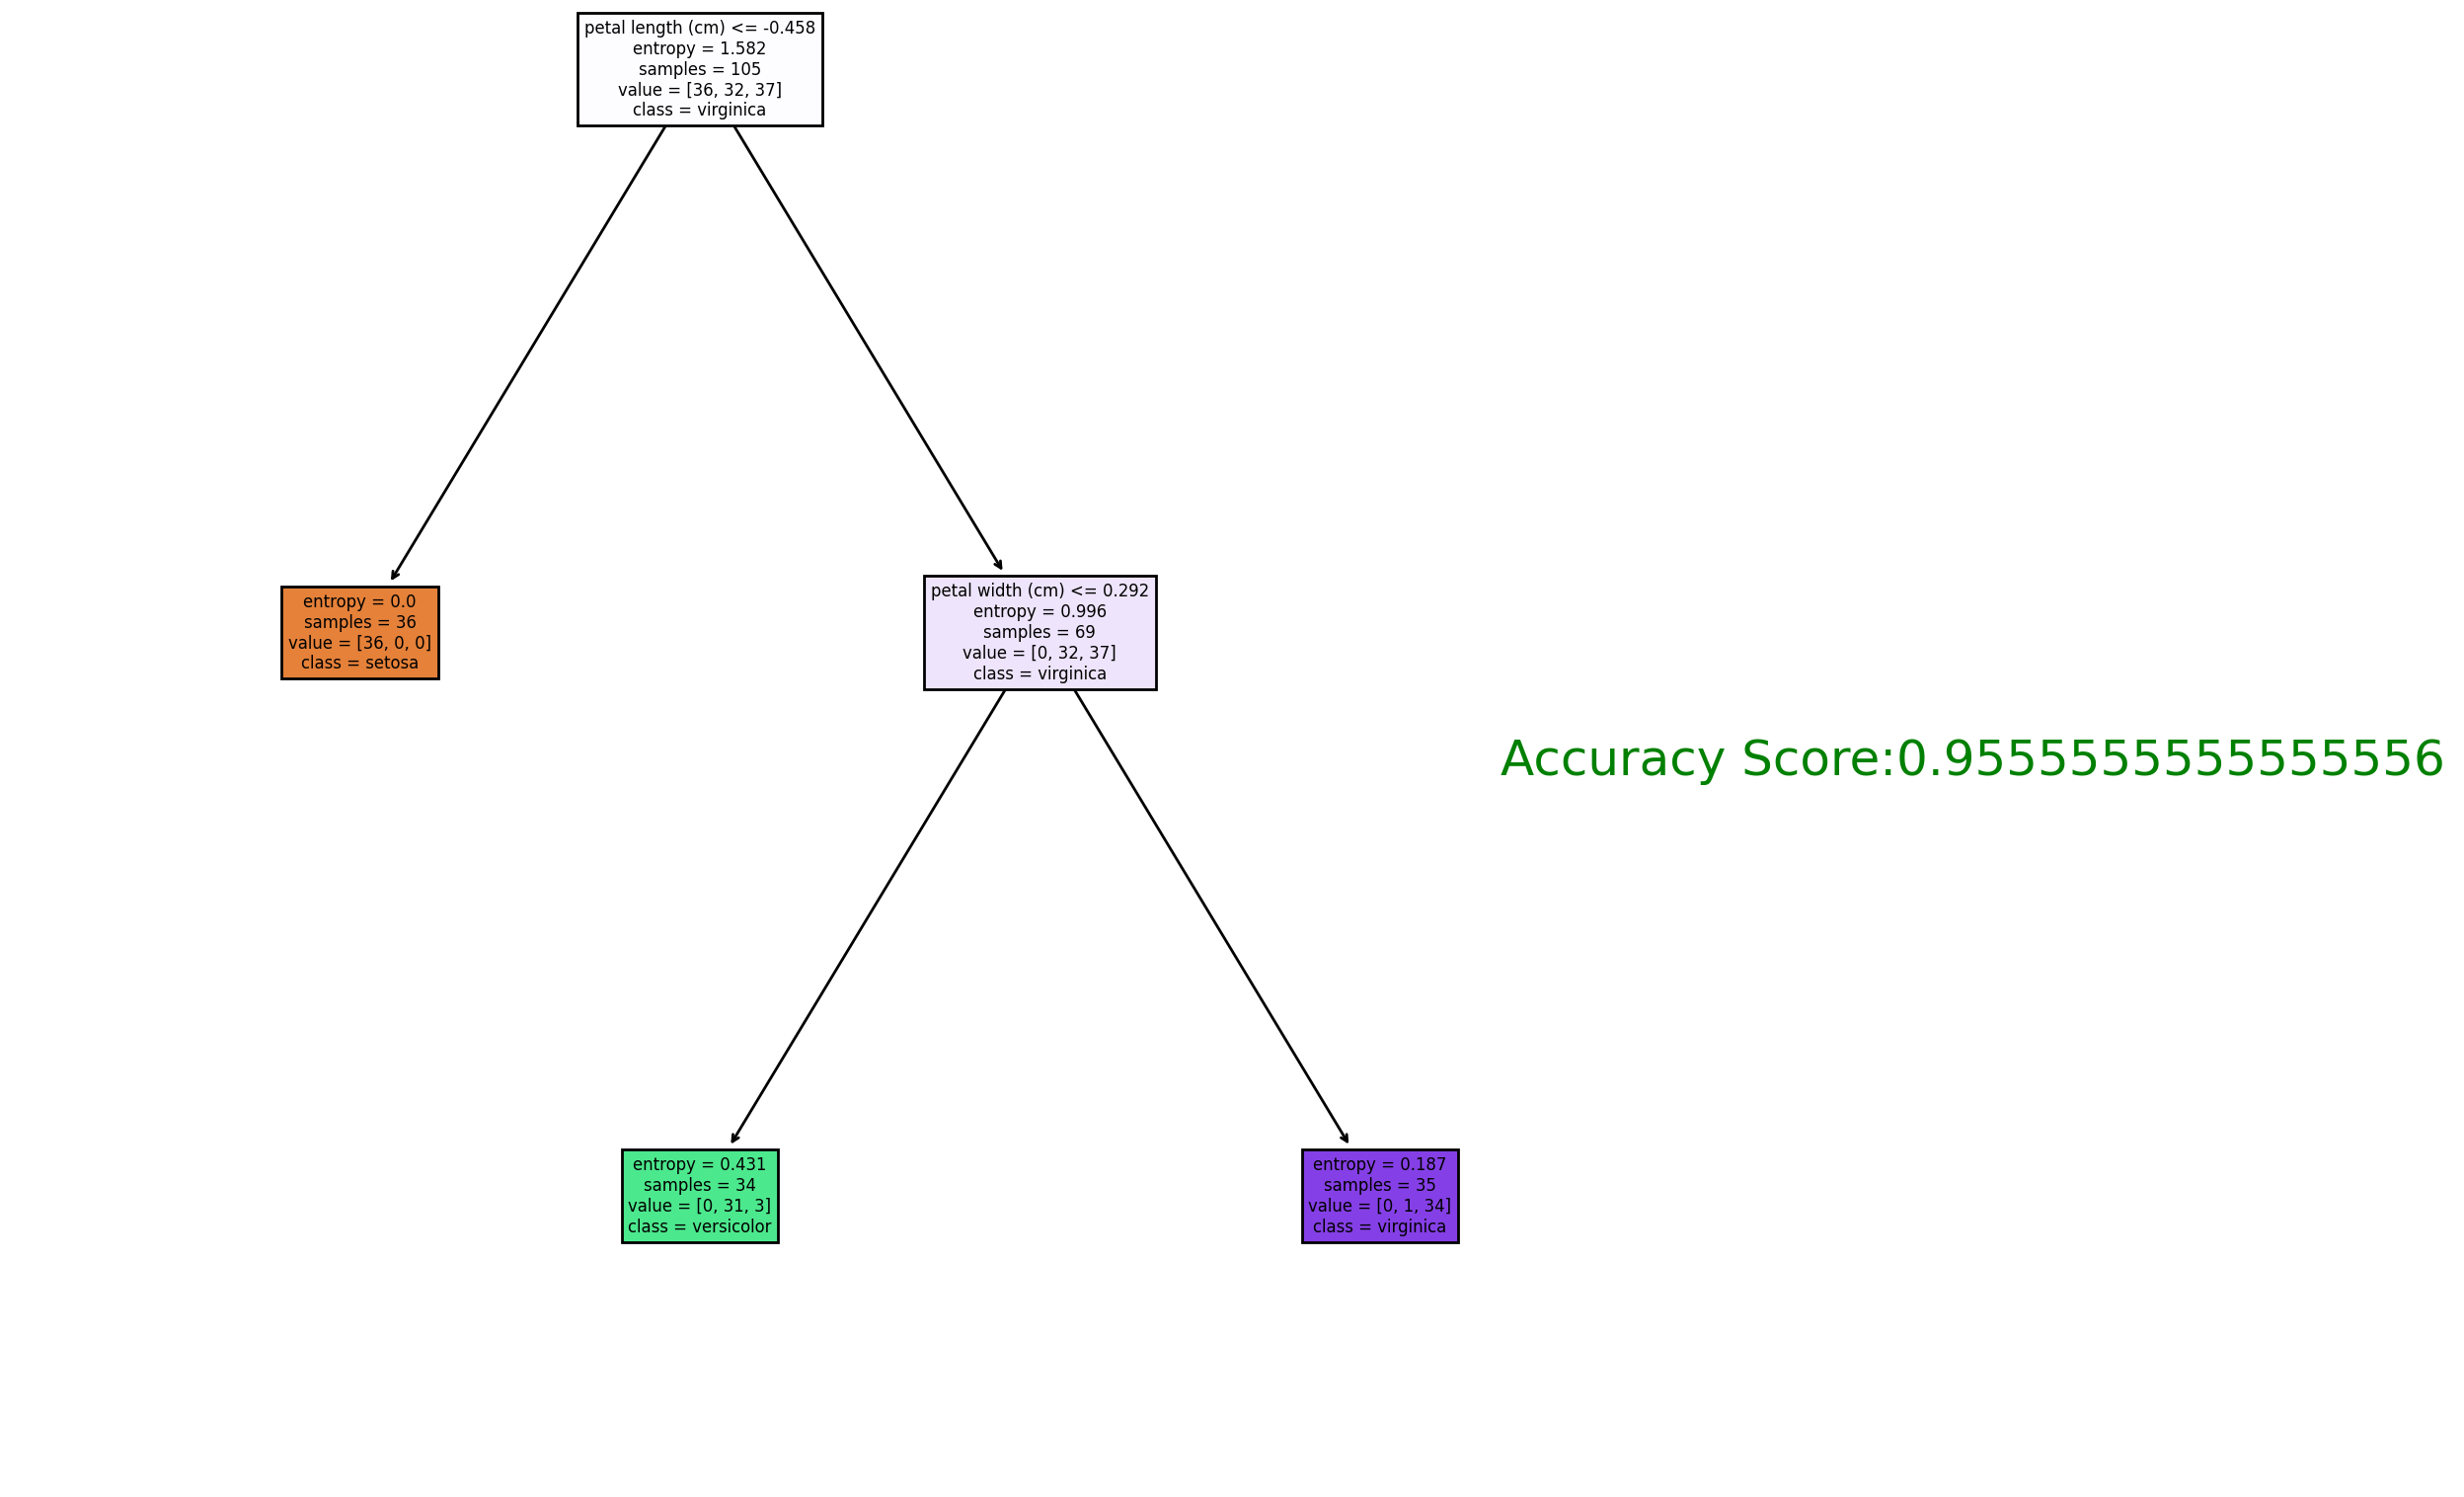 petal length (cm) <= -0.458
entropy = 1.582
samples = 105
value = [36, 32, 37]
class = virginica
entropy = 0.0
samples = 36
value = [36, 0, 0]
class = setosa
petal width (cm) <= 0.292
entropy = 0.996
samples = 69
value = [0, 32, 37]
class = virginica
Accuracy Score:0.9555555555555556
entropy = 0.431
samples = 34
value = [0, 31, 3]
class = versicolor
entropy = 0.187
samples = 35
value = [0, 1, 34]
class = virginica